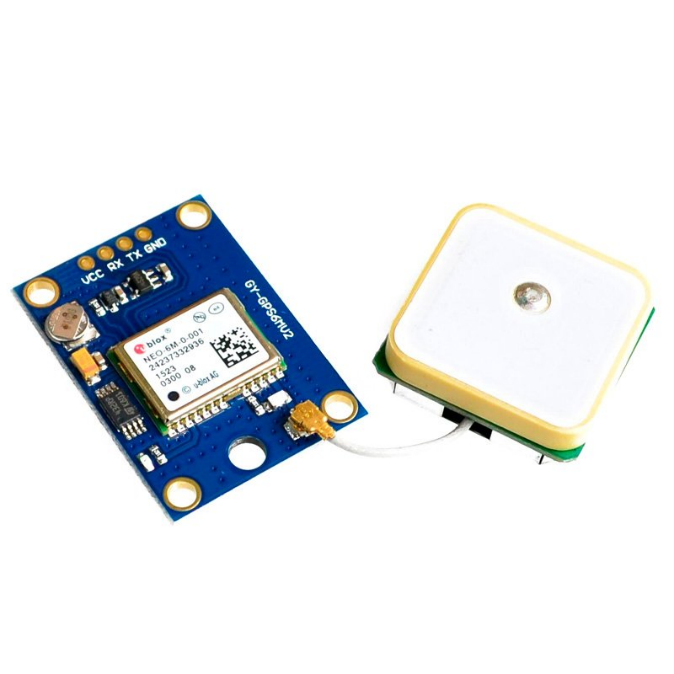 VCC RX TX GND
GY-GPS6MV2
u blox®
NEO-6M-0-001
24237332936
1523
0300 08
© u-blox AG